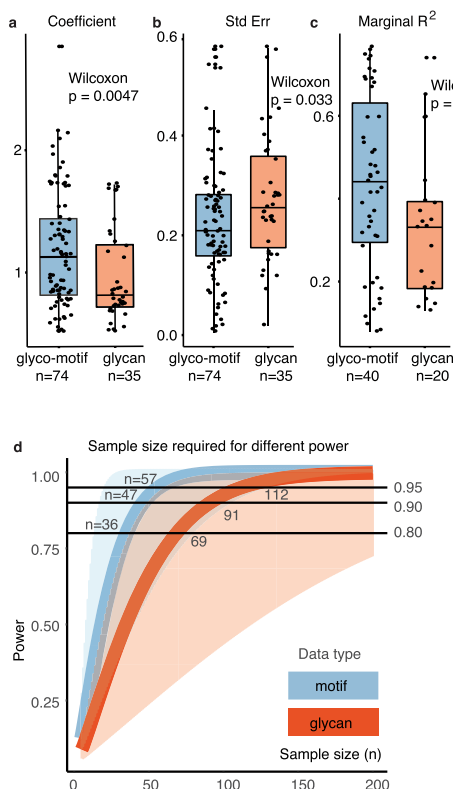 a Coefficient
Wilcoxon
p = 0.0047
2
1
glyco-motif glycan
n=74 n=35
b Std Err
0.6
Wilcoxon
p = 0.033
0.4
0.2
0.0
glyco-motif glycan
n=74 n=35
c Marginal R²
p =
0.6
0.2
glyco-motif glycan
n=40 n=20
d Sample size required for different power
Power
1.00
0.75
0.50
0.25
n=57
n=47
n=36
112
91
69
0.95
0.90
0.80
Data type
motif
glycan
Sample size (n)
0 50 100 150 200